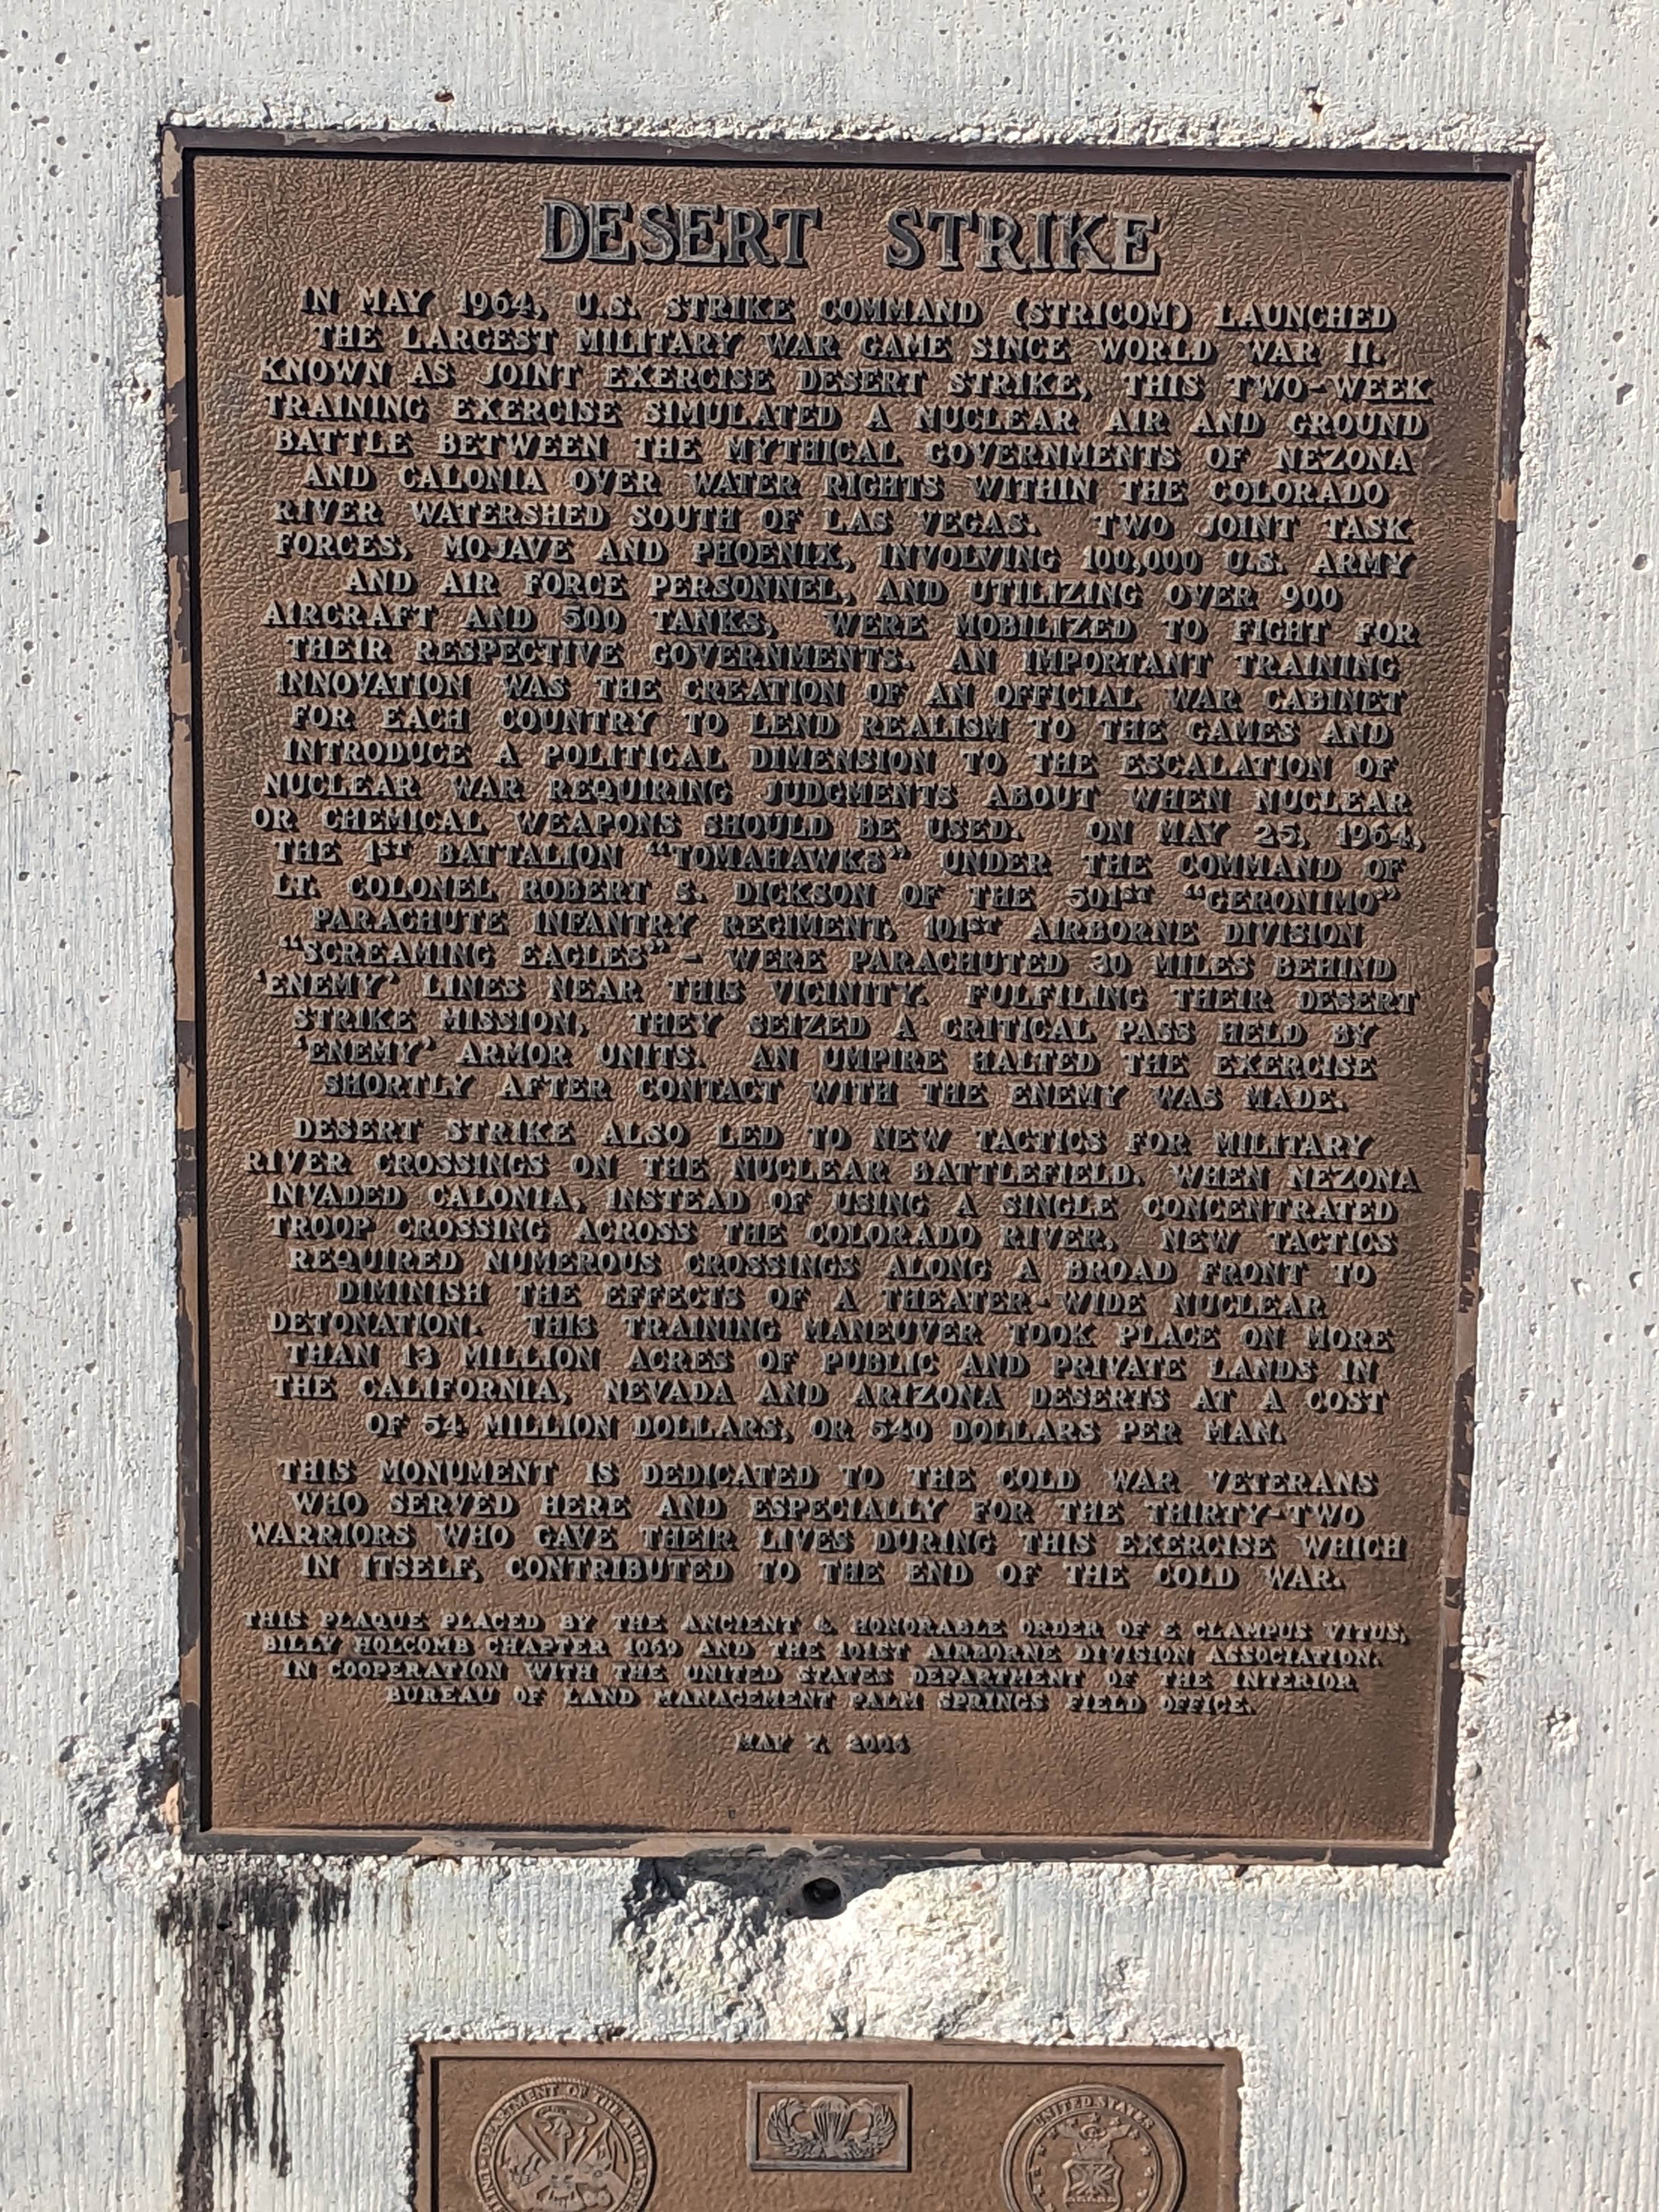 DESERT STRIKE
IN MAY 1964, U.S. STRIKE COMMAND (STRICOM) LAUNCHED
THE LARGEST MILITARY WAR GAME SINCE WORLD WAR II.
KNOWN AS JOINT EXERCISE DESERT STRIKE, THIS TWO-WEEK
TRAINING EXERCISE SIMULATED A NUCLEAR AIR AND GROUND
BATTLE BETWEEN THE MYTHICAL GOVERNMENTS OF NEZONA
AND CALONIA OVER WATER RIGHTS WITHIN THE COLORADO
RIVER WATERSHED SOUTH OF LAS VEGAS. TWO JOINT TASK
FORCES, MOJAVE AND PHOENIX, INVOLVING 100,000 U.S. ARMY
AND AIR FORCE PERSONNEL, AND UTILIZING OVER 900
AIRCRAFT AND 500 TANKS, WERE MOBILIZED TO FIGHT FOR
THEIR RESPECTIVE GOVERNMENTS. AN IMPORTANT TRAINING
INNOVATION WAS THE CREATION OF AN OFFICIAL WAR CABINET
FOR EACH COUNTRY TO LEND REALISM TO THE GAMES AND
INTRODUCE A POLITICAL DIMENSION TO THE ESCALATION OF
NUCLEAR WAR REQUIRING JUDGMENTS ABOUT WHEN NUCLEAR
OR CHEMICAL WEAPONS SHOULD BE USED. ON MAY 25, 1964,
THE 1ST BATTALION "TOMAHAWKS" UNDER THE COMMAND OF
LT. COLONEL ROBERT S. DICKSON OF THE 501ST "GERONIMO"
PARACHUTE INFANTRY REGIMENT, 101ST AIRBORNE DIVISION
"SCREAMING EAGLES" - WERE PARACHUTED 30 MILES BEHIND
'ENEMY' LINES NEAR THIS VICINITY. FULFILING THEIR DESERT
STRIKE MISSION, THEY SEIZED A CRITICAL PASS HELD BY
'ENEMY' ARMOR UNITS. AN UMPIRE HALTED THE EXERCISE
SHORTLY AFTER CONTACT WITH THE ENEMY WAS MADE.
DESERT STRIKE ALSO LED TO NEW TACTICS FOR MILITARY
RIVER CROSSINGS ON THE NUCLEAR BATTLEFIELD. WHEN NEZONA
INVADED CALONIA, INSTEAD OF USING A SINGLE CONCENTRATED
TROOP CROSSING ACROSS THE COLORADO RIVER, NEW TACTICS
REQUIRED NUMEROUS CROSSINGS ALONG A BROAD FRONT TO
DIMINISH THE EFFECTS OF A THEATER-WIDE NUCLEAR
DETONATION. THIS TRAINING MANEUVER TOOK PLACE ON MORE
THAN 13 MILLION ACRES OF PUBLIC AND PRIVATE LANDS IN
THE CALIFORNIA, NEVADA AND ARIZONA DESERTS AT A COST
OF 54 MILLION DOLLARS, OR 540 DOLLARS PER MAN.
THIS MONUMENT IS DEDICATED TO THE COLD WAR VETERANS
WHO SERVED HERE AND ESPECIALLY FOR THE THIRTY-TWO
WARRIORS WHO GAVE THEIR LIVES DURING THIS EXERCISE WHICH
IN ITSELF, CONTRIBUTED TO THE END OF THE COLD WAR.
THIS PLAQUE PLACED BY THE ANCIENT & HONORABLE ORDER OF E CLAMPUS VITUS,
BILLY HOLCOMB CHAPTER 1069 AND THE 101ST AIRBORNE DIVISION ASSOCIATION.
IN COOPERATION WITH THE UNITED STATES DEPARTMENT OF THE INTERIOR
BUREAU OF LAND MANAGEMENT PALM SPRINGS FIELD OFFICE.
MAY 7, 2006
DEPARTMENT OF THE ARMY
UNITED STATES